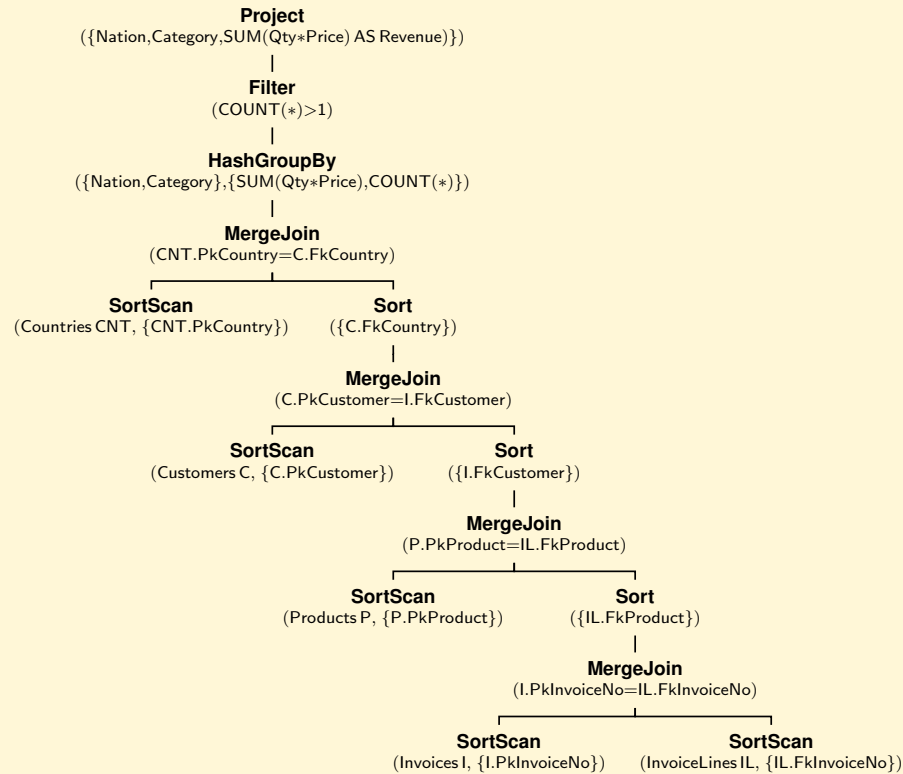 Project
({Nation,Category,SUM(Qty∗Price) AS Revenue)})
Filter
(COUNT(∗)>1)
HashGroupBy
({Nation,Category},{SUM(Qty∗Price),COUNT(∗)})
MergeJoin
(CNT.PkCountry=C.FkCountry)
SortScan
(Countries CNT, {CNT.PkCountry})
Sort
({C.FkCountry})
MergeJoin
(C.PkCustomer=I.FkCustomer)
SortScan
(Customers C, {C.PkCustomer})
Sort
({I.FkCustomer})
MergeJoin
(P.PkProduct=IL.FkProduct)
SortScan
(Products P, {P.PkProduct})
Sort
({IL.FkProduct})
MergeJoin
(I.PkInvoiceNo=IL.FkInvoiceNo)
SortScan
(Invoices I, {I.PkInvoiceNo})
SortScan
(InvoiceLines IL, {IL.FkInvoiceNo})